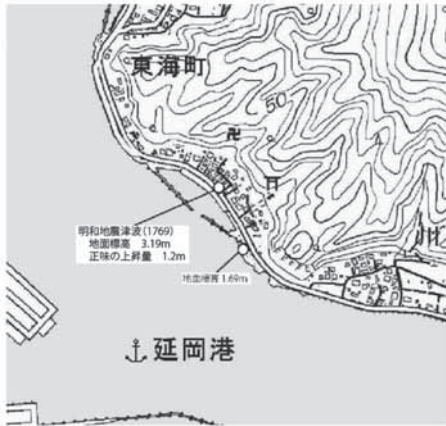 東海町
50
明和地震津波(1769)
地面標高 3.19m
正味の上昇量 1.2m
川
地面標高 1.69m
延岡港